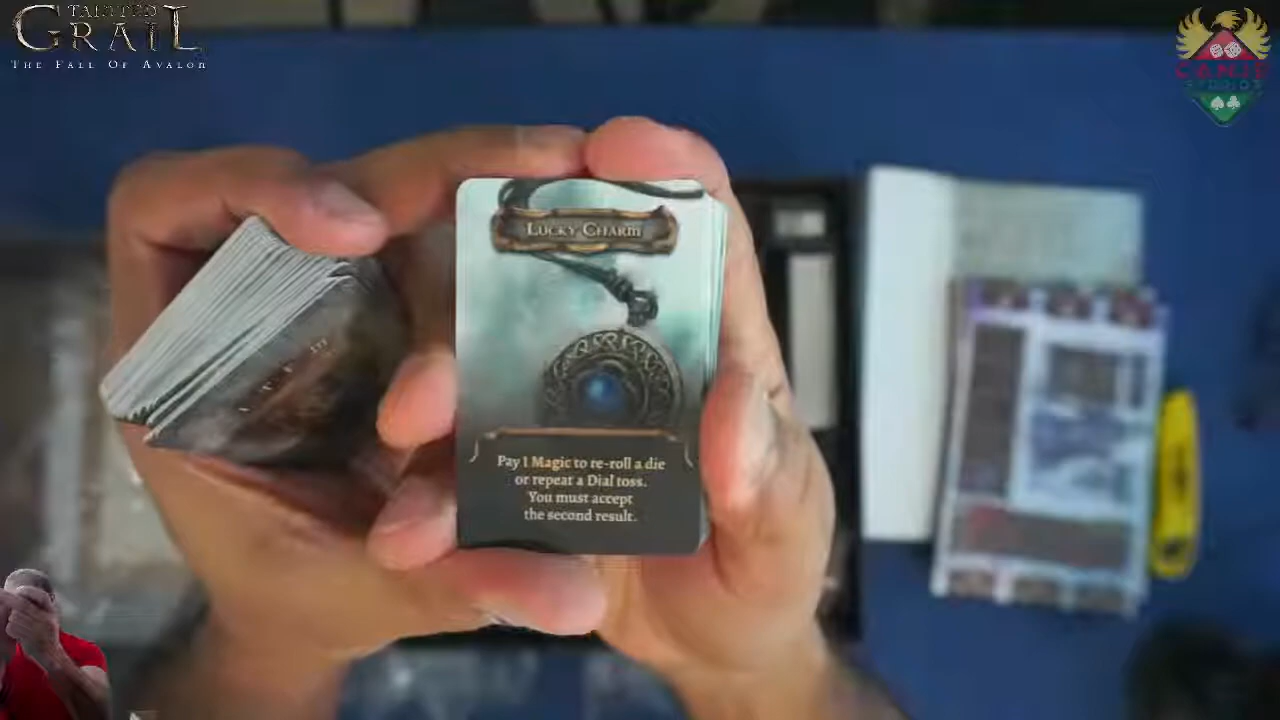 TAINTED
GRAIL
THE FALL OF AVALON
LUCKY CHARM
Pay 1 Magic to re-roll a die
or repeat a Dial toss.
You must accept
the second result.